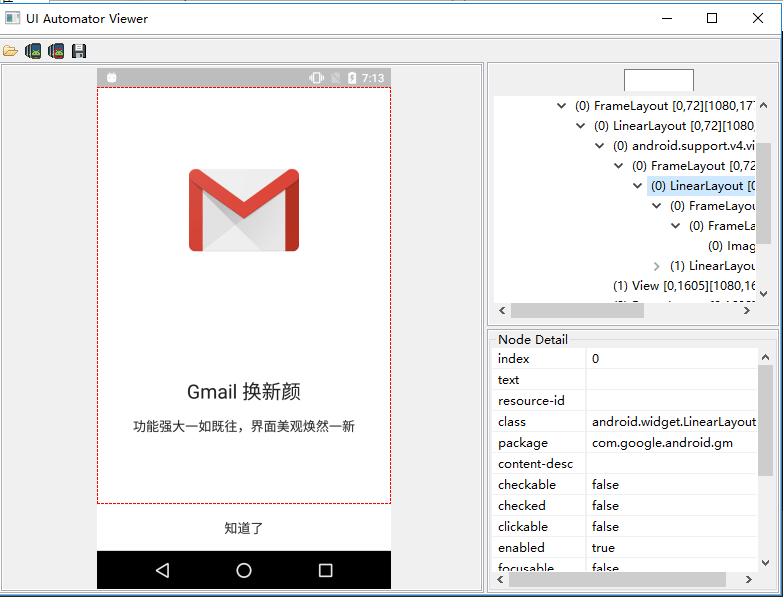 UI Automator Viewer
7:13
Gmail 换新颜
功能强大一如既往，界面美观焕然一新
知道了
(0) FrameLayout [0,72][1080,17
(0) LinearLayout [0,72][1080,
(0) android.support.v4.vi
(0) FrameLayout [0,72
(0) LinearLayout [0
(0) FrameLayou
(0) FrameLa
(0) Imag
(1) LinearLayou
(1) View [0,1605][1080,16
Node Detail
index 0
text
resource-id
class android.widget.LinearLayout
package com.google.android.gm
content-desc
checkable false
checked false
clickable false
enabled true
focusable false